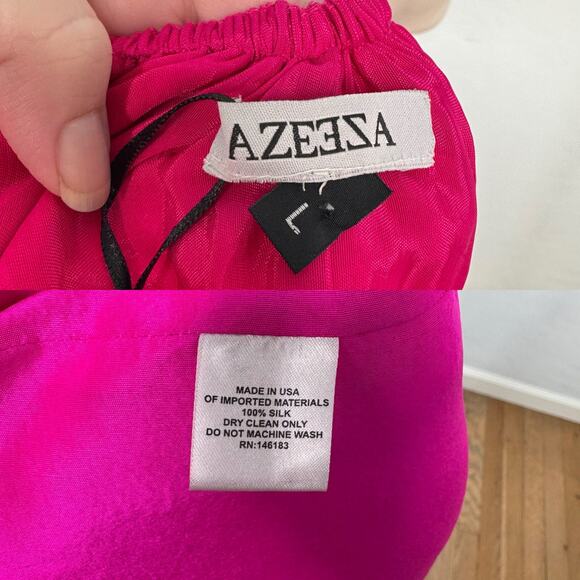 AZEEZA
L
MADE IN USA
OF IMPORTED MATERIALS
100% SILK
DRY CLEAN ONLY
DO NOT MACHINE WASH
RN:146183